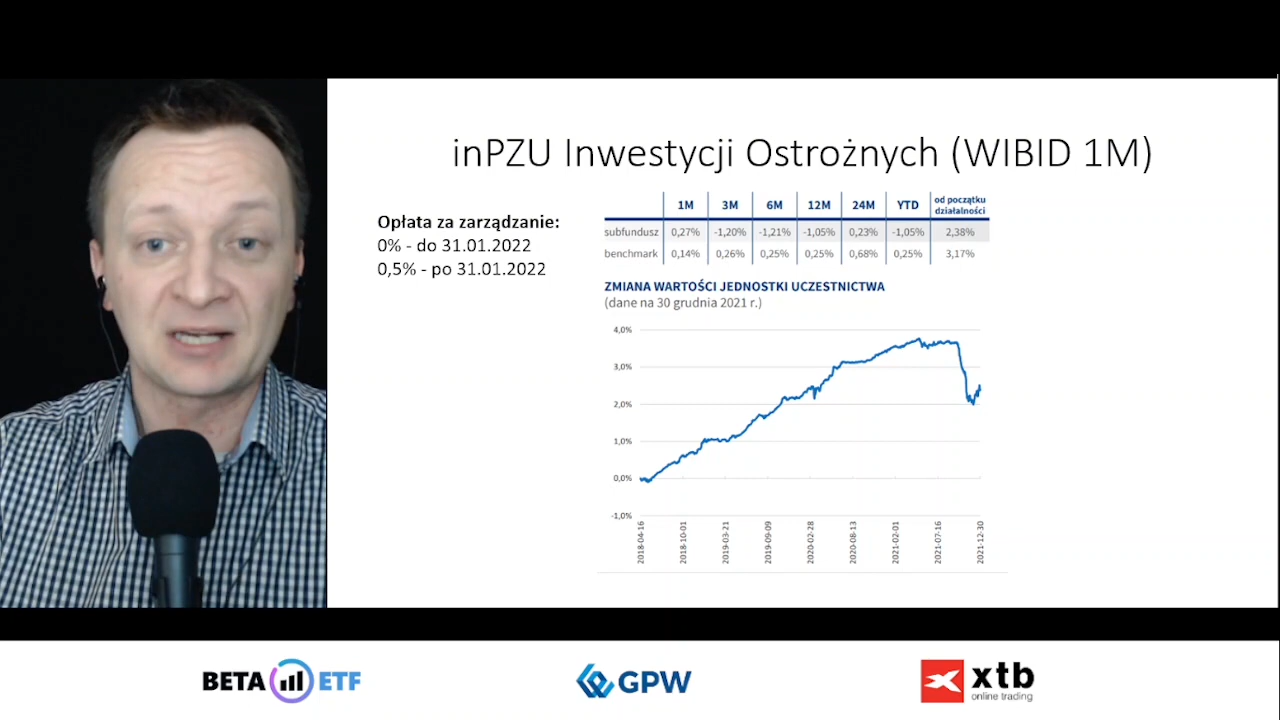 inPZU Inwestycji Ostrożnych (WIBID 1M)
Opłata za zarządzanie:
0% - do 31.01.2022
0,5% - po 31.01.2022
1M 3M 6M 12M 24M YTD od początku działalności
subfundusz 0,27% -1,20% -1,21% -1,05% 0,23% -1,05% 2,38%
benchmark 0,14% 0,26% 0,25% 0,25% 0,68% 0,25% 3,17%
ZMIANA WARTOŚCI JEDNOSTKI UCZESTNICTWA
(dane na 30 grudnia 2021 r.)
4,0%
3,0%
2,0%
1,0%
0,0%
-1,0%
2018-04-16
2018-10-01
2019-03-21
2019-09-09
2020-02-28
2020-08-13
2021-02-01
2021-07-16
2021-12-30
BETA ETF
GPW
xtb
online trading